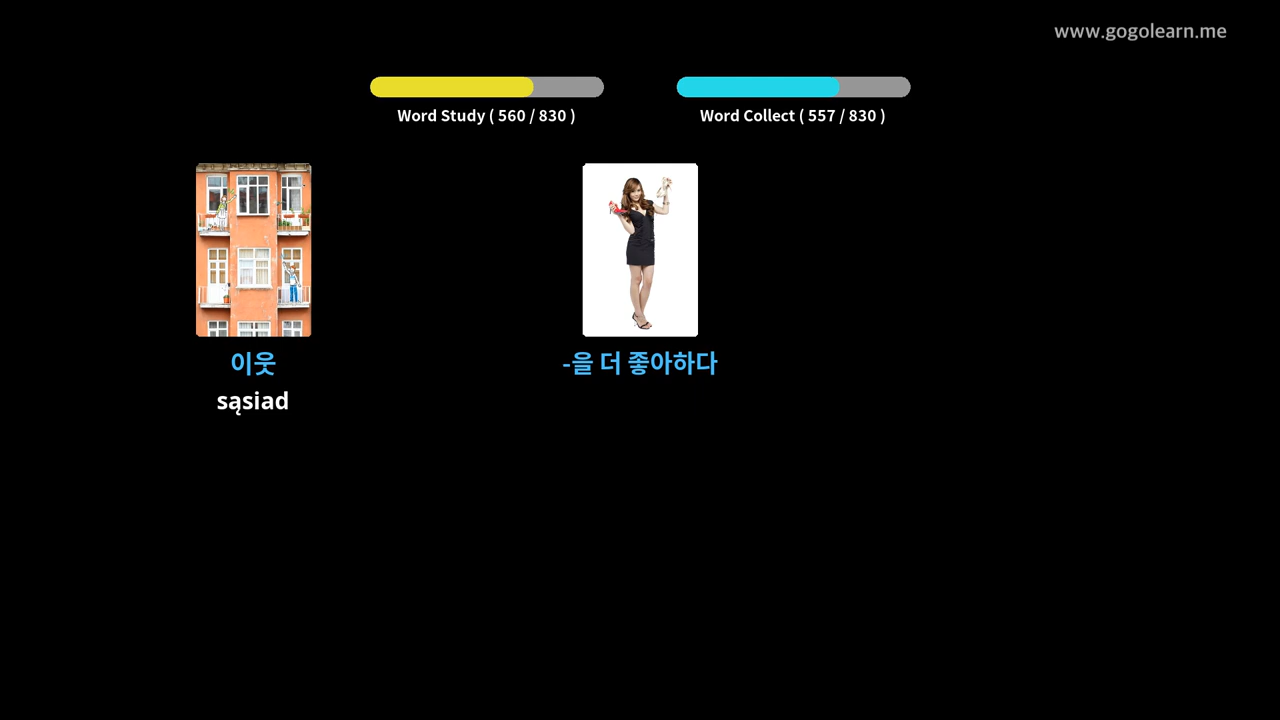 www.gogolearn.me
Word Study ( 560 / 830 )
Word Collect ( 557 / 830 )
이웃
sąsiad
-을 더 좋아하다